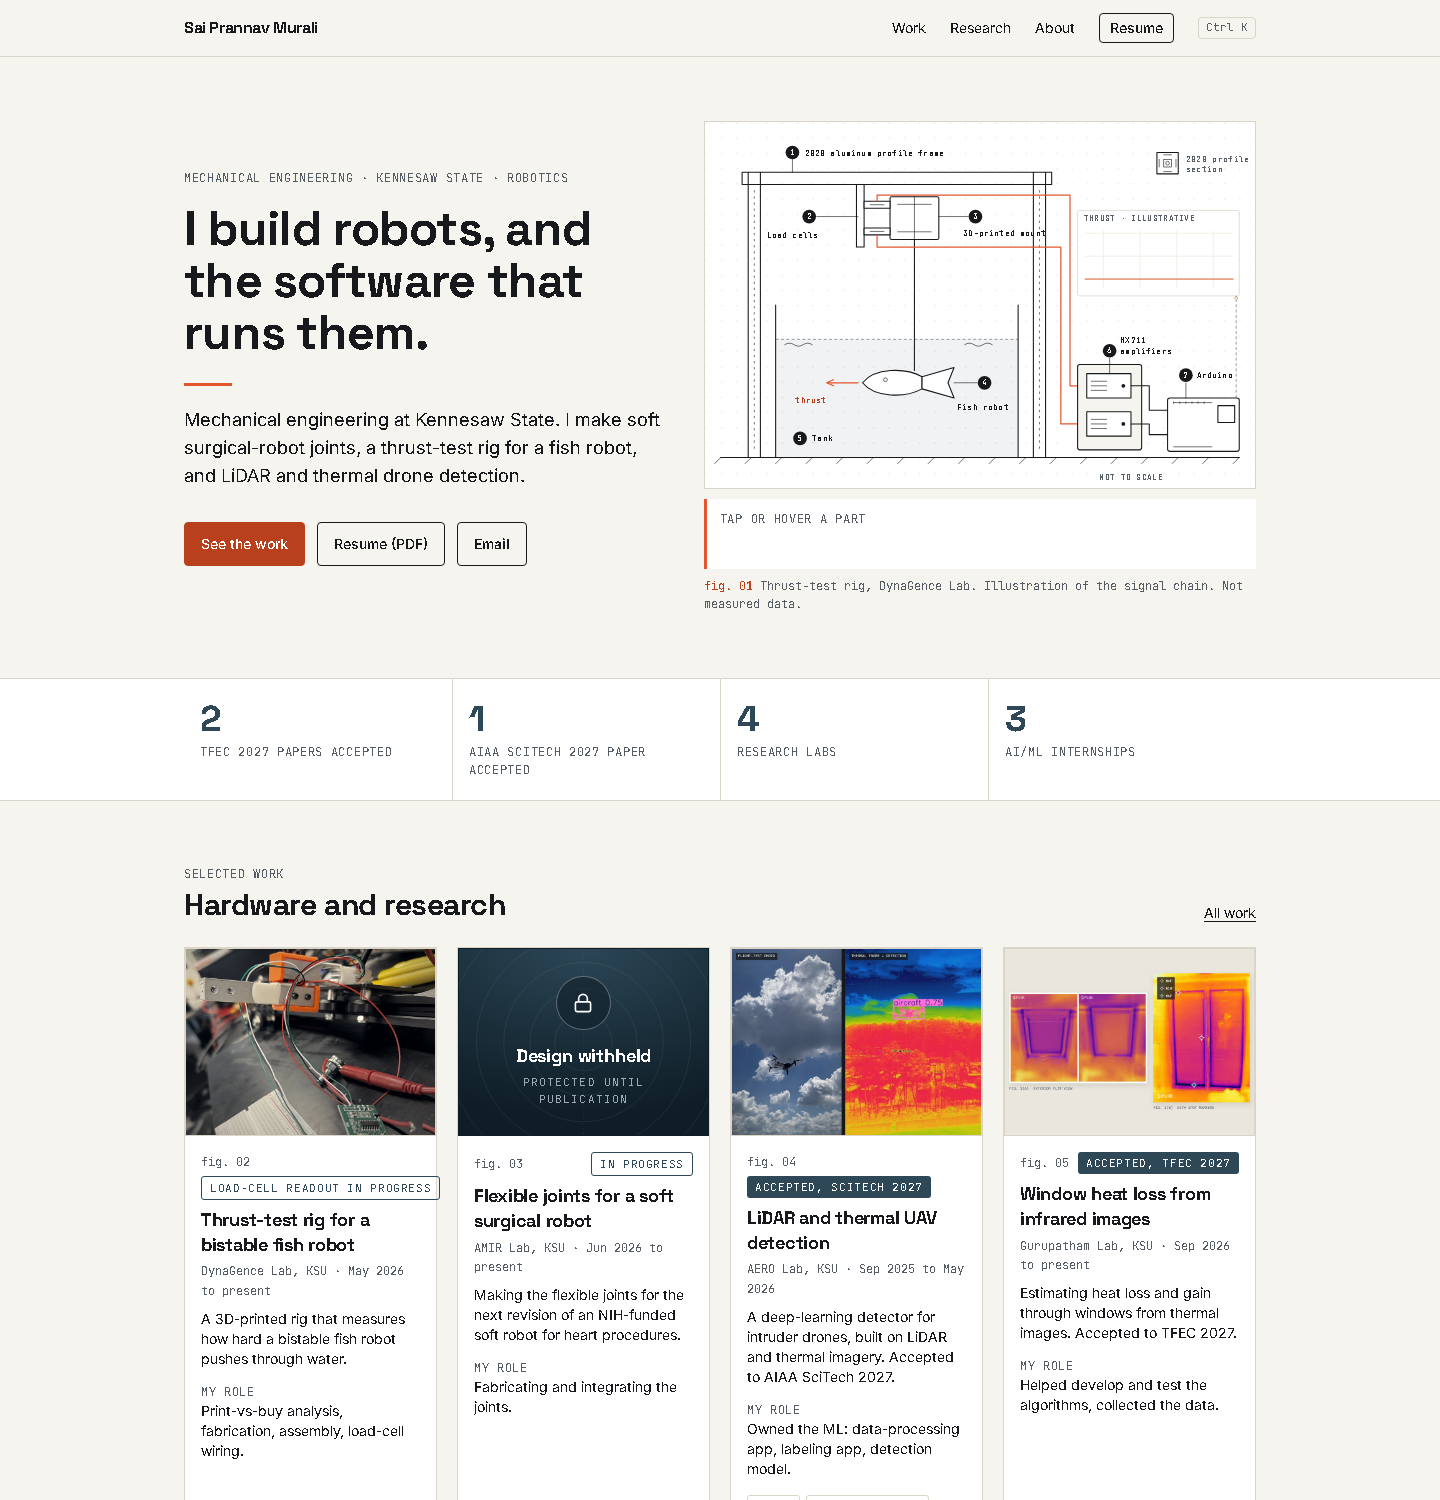 Sai Prannav Murali
Work
Research
About
Resume
Ctrl K
MECHANICAL ENGINEERING · KENNESAW STATE · ROBOTICS
I build robots, and
the software that
runs them.
Mechanical engineering at Kennesaw State. I make soft
surgical-robot joints, a thrust-test rig for a fish robot,
and LiDAR and thermal drone detection.
See the work
Resume (PDF)
Email
1 2020 aluminum profile frame
2020 profile
section
2
Load cells
3
3D-printed mount
THRUST · ILLUSTRATIVE
HX711
6 amplifiers
7 Arduino
4
Fish robot
thrust
5 Tank
NOT TO SCALE
TAP OR HOVER A PART
fig. 01 Thrust-test rig, DynaGence Lab. Illustration of the signal chain. Not
measured data.
2
TFEC 2027 PAPERS ACCEPTED
1
AIAA SCITECH 2027 PAPER
ACCEPTED
4
RESEARCH LABS
3
AI/ML INTERNSHIPS
SELECTED WORK
Hardware and research
All work
fig. 02
LOAD-CELL READOUT IN PROGRESS
Thrust-test rig for a
bistable fish robot
DynaGence Lab, KSU · May 2026
to present
A 3D-printed rig that measures
how hard a bistable fish robot
pushes through water.
MY ROLE
Print-vs-buy analysis,
fabrication, assembly, load-cell
wiring.
Design withheld
PROTECTED UNTIL
PUBLICATION
fig. 03
IN PROGRESS
Flexible joints for a soft
surgical robot
AMIR Lab, KSU · Jun 2026 to
present
Making the flexible joints for the
next revision of an NIH-funded
soft robot for heart procedures.
MY ROLE
Fabricating and integrating the
joints.
aircraft 0.75
fig. 04
ACCEPTED, SCITECH 2027
LiDAR and thermal UAV
detection
AERO Lab, KSU · Sep 2025 to May
2026
A deep-learning detector for
intruder drones, built on LiDAR
and thermal imagery. Accepted
to AIAA SciTech 2027.
MY ROLE
Owned the ML: data-processing
app, labeling app, detection
model.
fig. 05
ACCEPTED, TFEC 2027
Window heat loss from
infrared images
Gurupatham Lab, KSU · Sep 2026
to present
Estimating heat loss and gain
through windows from thermal
images. Accepted to TFEC 2027.
MY ROLE
Helped develop and test the
algorithms, collected the data.